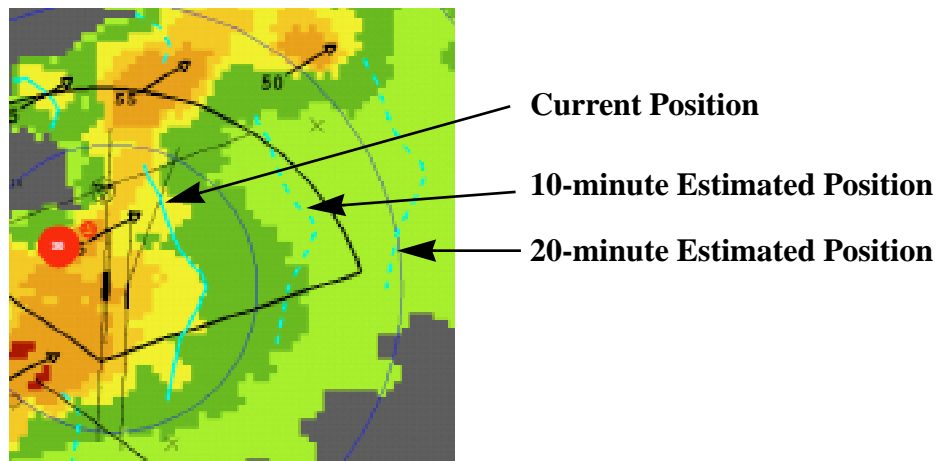 50
55
Current Position
10-minute Estimated Position
20-minute Estimated Position